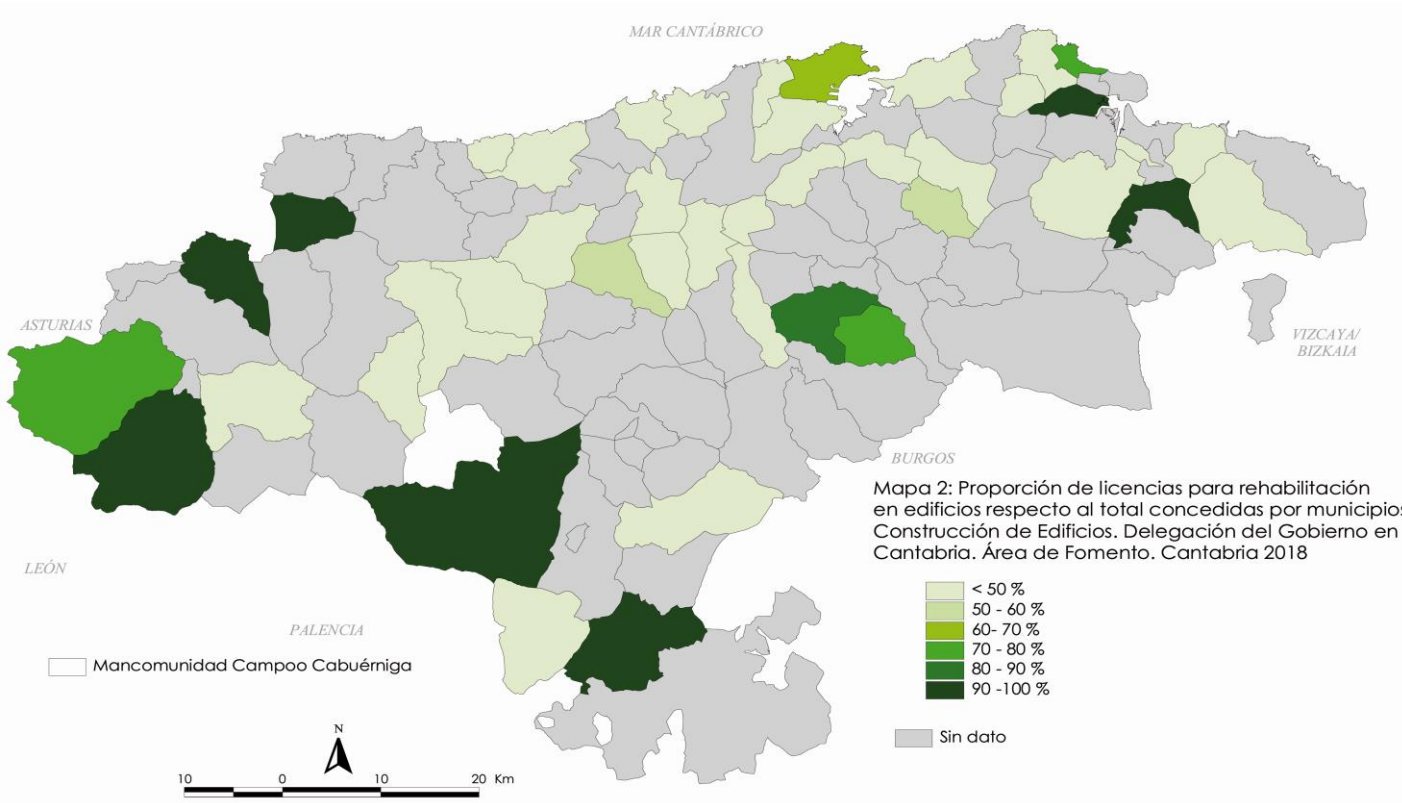 MAR CANTÁBRICO
ASTURIAS
VIZCAYA/
BIZKAIA
BURGOS
Mapa 2: Proporción de licencias para rehabilitación
en edificios respecto al total concedidas por municipios
Construcción de Edificios. Delegación del Gobierno en
Cantabria. Área de Fomento. Cantabria 2018
LEÓN
< 50 %
50 - 60 %
60- 70 %
70 - 80 %
80 - 90 %
90 -100 %
PALENCIA
Mancomunidad Campoo Cabuérniga
Sin dato
N
10 0 10 20 Km